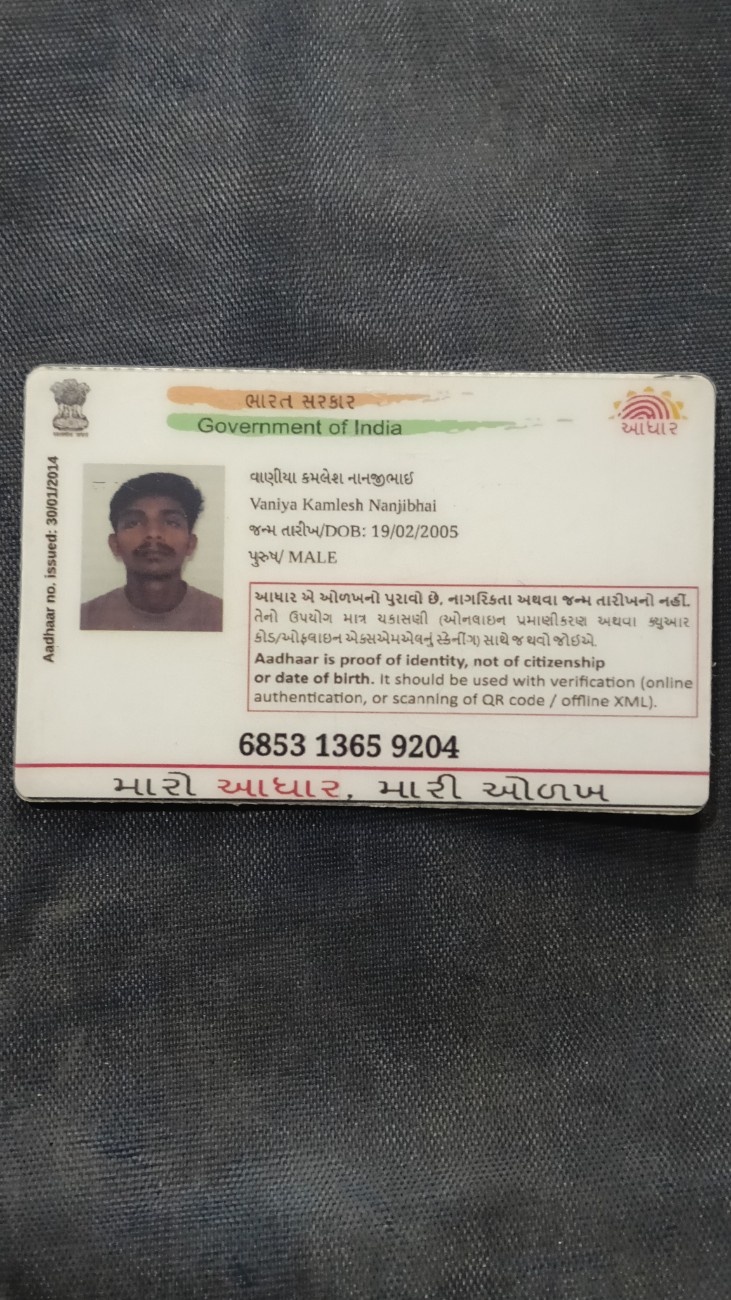 ભારત સરકાર
Government of India
આધાર
Aadhaar no. issued: 30/01/2014
વાણીયા કમલેશ નાનજીભાઈ
Vaniya Kamlesh Nanjibhai
જન્મ તારીખ/DOB: 19/02/2005
પુરુષ/ MALE
આધાર એ ઓળખનો પુરાવો છે, નાગરિકતા અથવા જન્મ તારીખનો નહીં.
તેનો ઉપયોગ માત્ર ચકાસણી (ઓનલાઇન પ્રમાણીકરણ અથવા ક્યુઆર
કોડ/ઓફલાઇન એક્સએમએલનું સ્કેનીંગ) સાથે જ થવો જોઈએ.
Aadhaar is proof of identity, not of citizenship
or date of birth. It should be used with verification (online
authentication, or scanning of QR code / offline XML).
6853 1365 9204
મારો આધાર, મારી ઓળખ